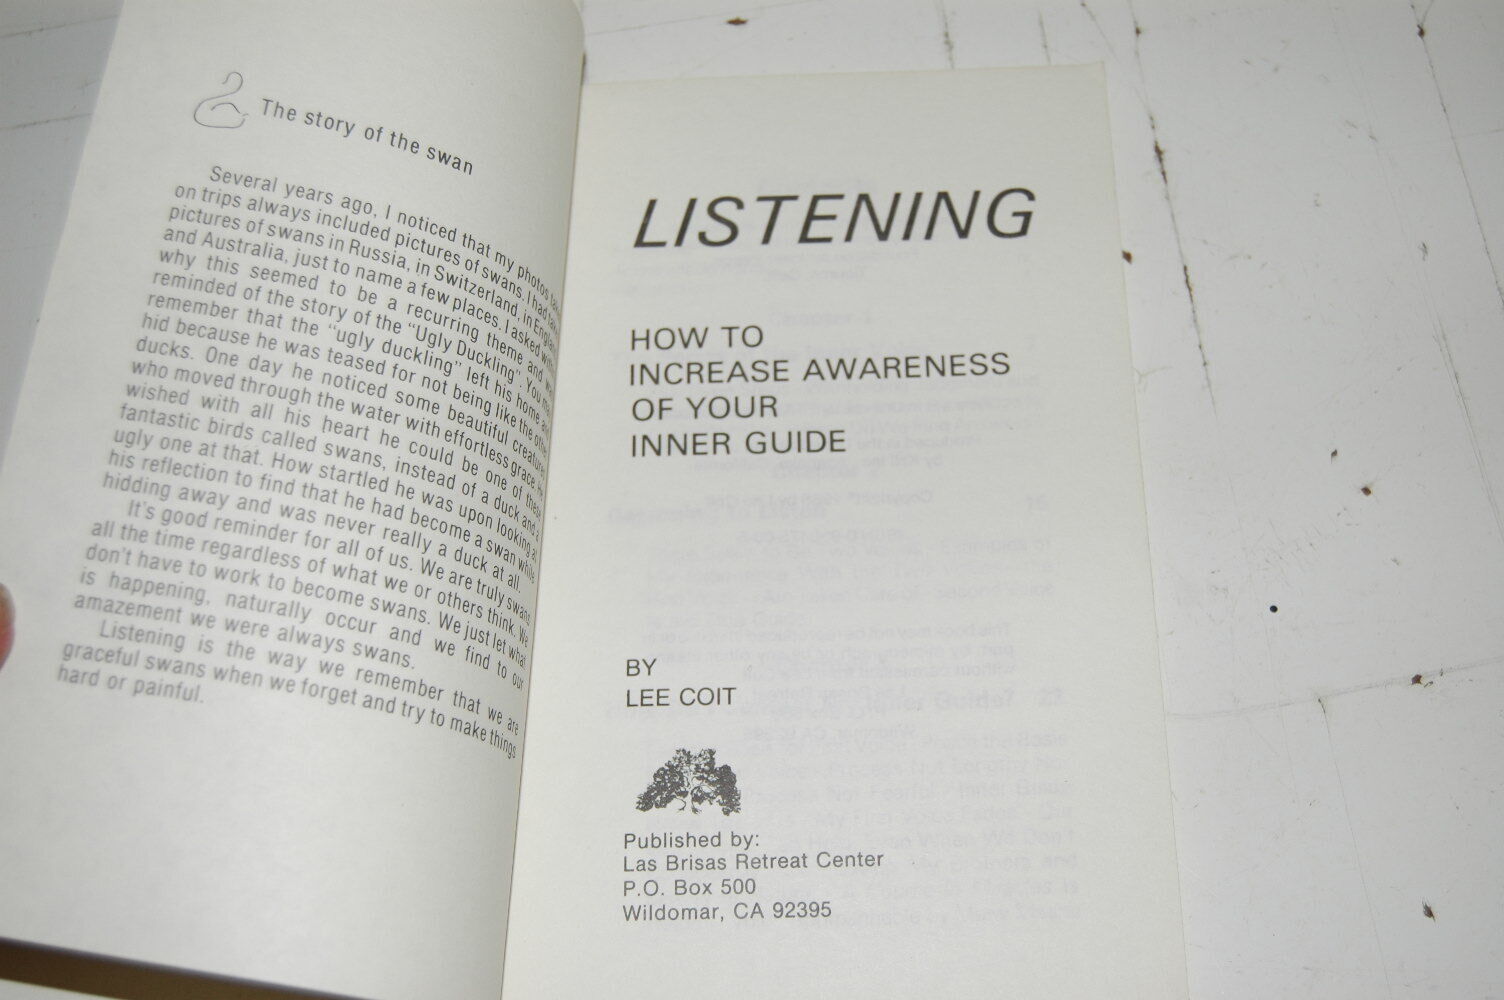 The story of the swan
Several years ago, I noticed that my photos
on trips always included pictures of swans. I had
pictures of swans in Russia, in Switzerland, in England
and Australia, just to name a few places. I asked within
why this seemed to be a recurring theme and
reminded of the story of the "Ugly Duckling". You may
remember that the "ugly duckling" left his home and
hid because he was teased for not being like the other
ducks. One day he noticed some beautiful creatures
who moved through the water with effortless grace. He
wished with all his heart he could be one of these
fantastic birds called swans, instead of a duck and a
ugly one at that. How startled he was upon looking at
his reflection to find that he had become a swan while
hidding away and was never really a duck at all.
It's good reminder for all of us. We are truly swans
all the time regardless of what we or others think. We
don't have to work to become swans. We just let what
is happening, naturally occur and we find to our
amazement we were always swans.
Listening is the way we remember that we are
graceful swans when we forget and try to make things
hard or painful.
LISTENING
HOW TO
INCREASE AWARENESS
OF YOUR
INNER GUIDE
BY
LEE COIT
Published by:
Las Brisas Retreat Center
P.O. Box 500
Wildomar, CA 92395